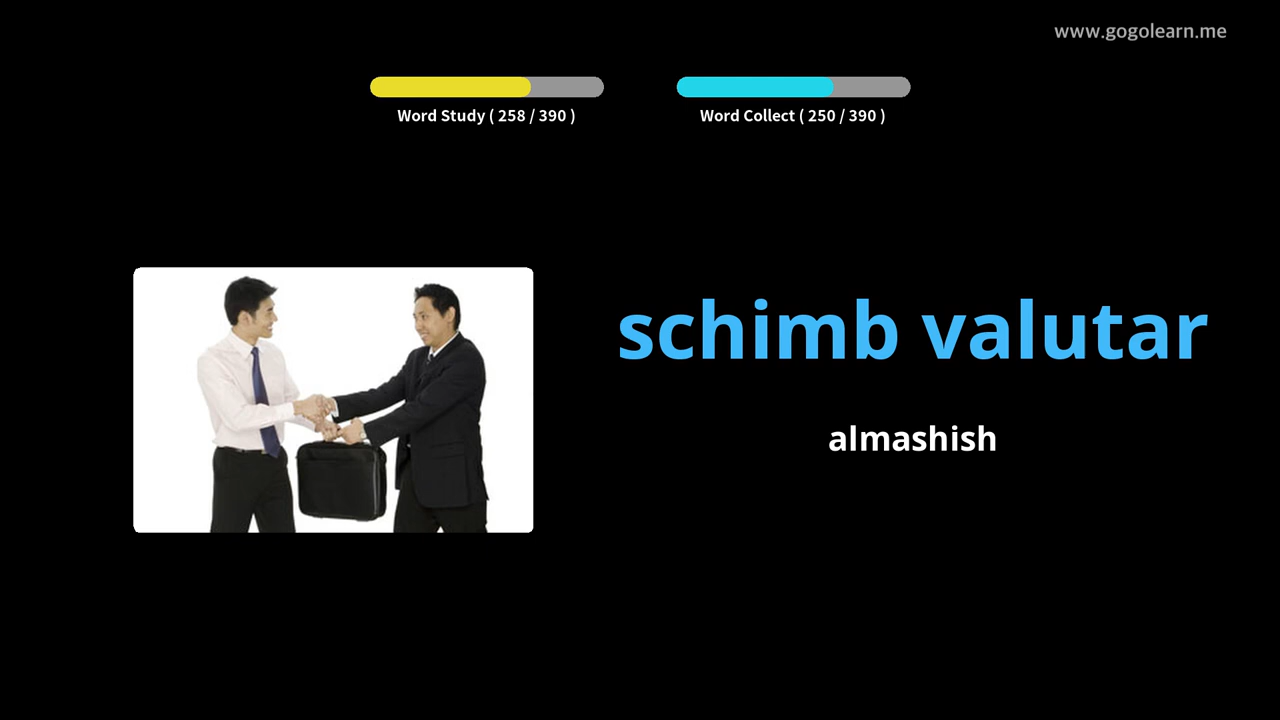 www.gogolearn.me
Word Study ( 258 / 390 )
Word Collect ( 250 / 390 )
schimb valutar
almashish